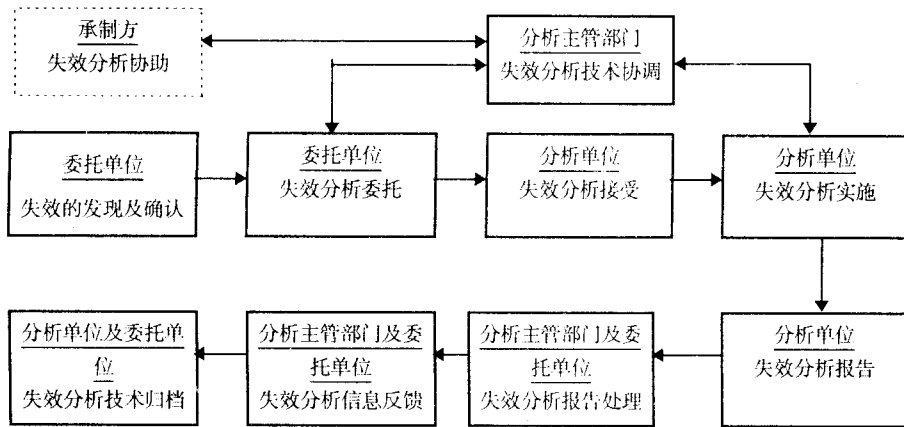 承制方
失效分析协助
分析主管部门
失效分析技术协调
委托单位
失效的发现及确认
委托单位
失效分析委托
分析单位
失效分析接受
分析单位
失效分析实施
分析单位及委托单
位
失效分析技术归档
分析主管部门及委
托单位
失效分析信息反馈
分析主管部门及委
托单位
失效分析报告处理
分析单位
失效分析报告